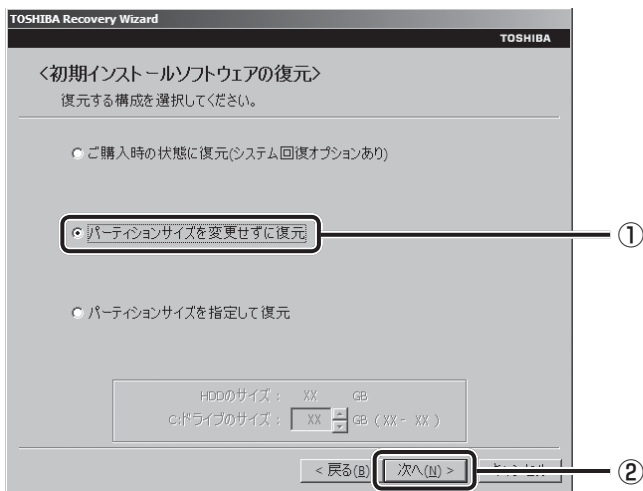 TOSHIBA Recovery Wizard
TOSHIBA
<初期インストールソフトウェアの復元>
復元する構成を選択してください。
ご購入時の状態に復元(システム回復オプションあり)
パーティションサイズを変更せずに復元
①
パーティションサイズを指定して復元
HDDのサイズ: XX GB
C:ドライブのサイズ: XX GB (XX - XX)
< 戻る(B) 次へ(N) > ②